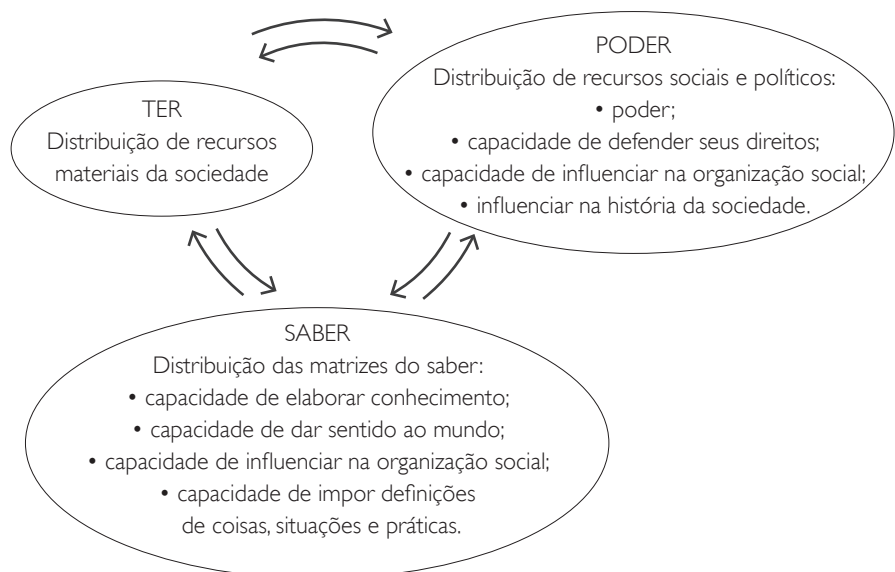 TER
Distribuição de recursos
materiais da sociedade
PODER
Distribuição de recursos sociais e políticos:
• poder;
• capacidade de defender seus direitos;
• capacidade de influenciar na organização social;
• influenciar na história da sociedade.
SABER
Distribuição das matrizes do saber:
• capacidade de elaborar conhecimento;
• capacidade de dar sentido ao mundo;
• capacidade de influenciar na organização social;
• capacidade de impor definições
de coisas, situações e práticas.